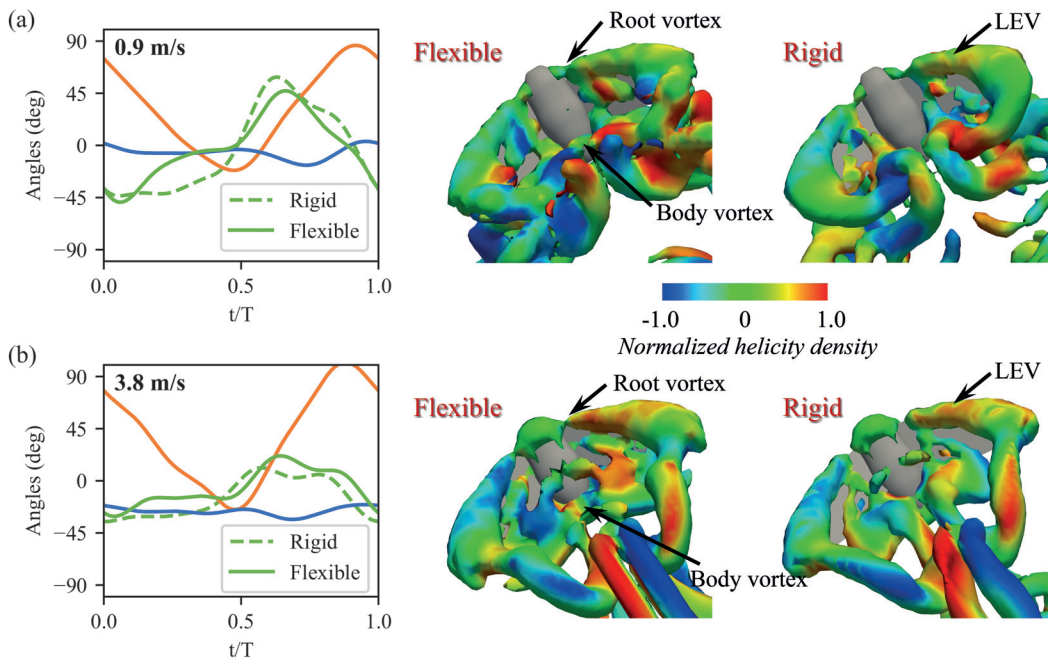 (a)
0.9 m/s
90
45
0
−45
−90
Angles (deg)
Rigid
Flexible
0.0
0.5
1.0
t/T
Flexible
Root vortex
Body vortex
Rigid
LEV
-1.0
0
1.0
Normalized helicity density
(b)
3.8 m/s
90
45
0
−45
−90
Angles (deg)
Rigid
Flexible
0.0
0.5
1.0
t/T
Flexible
Root vortex
Body vortex
Rigid
LEV